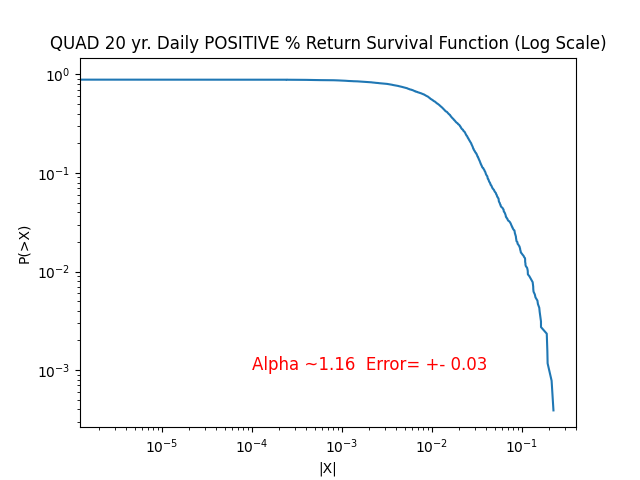 QUAD 20 yr. Daily POSITIVE % Return Survival Function (Log Scale)
10⁰
10⁻¹
10⁻²
10⁻³
P(>X)
Alpha ~1.16  Error= +- 0.03
10⁻⁵ 10⁻⁴ 10⁻³ 10⁻² 10⁻¹
|X|